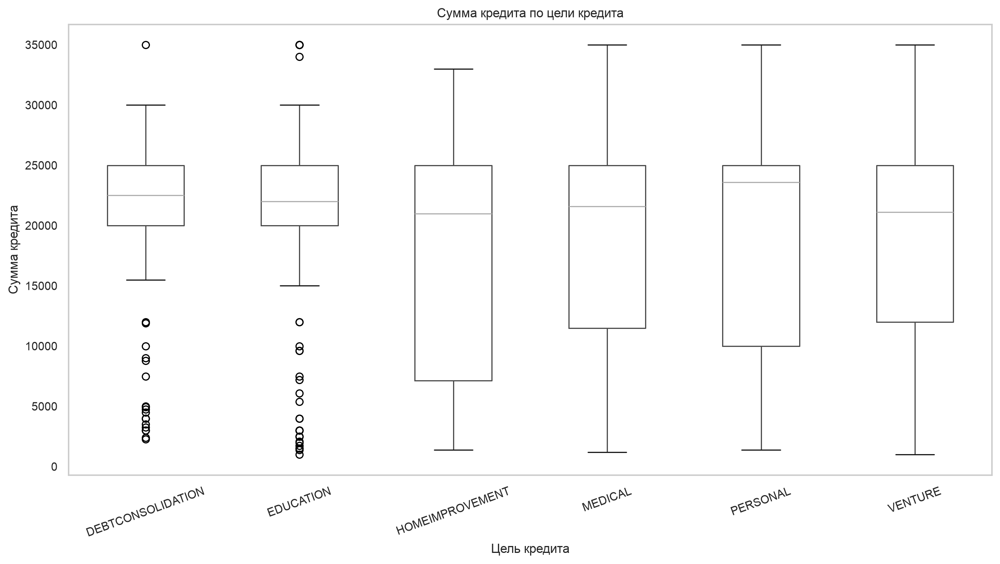 Сумма кредита по цели кредита
Сумма кредита
35000
30000
25000
20000
15000
10000
5000
0
DEBTCONSOLIDATION
EDUCATION
HOMEIMPROVEMENT
MEDICAL
PERSONAL
VENTURE
Цель кредита